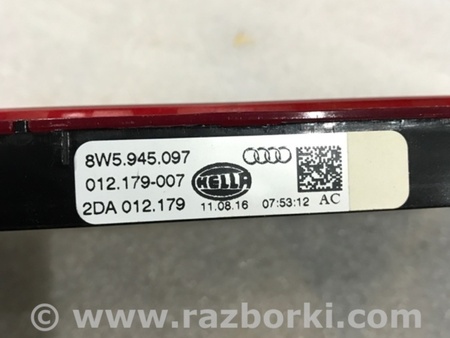 8W5.945.097
012.179-007
HELLA
2DA 012.179
11.08.16 07:53:12 AC
© www.razborki.com